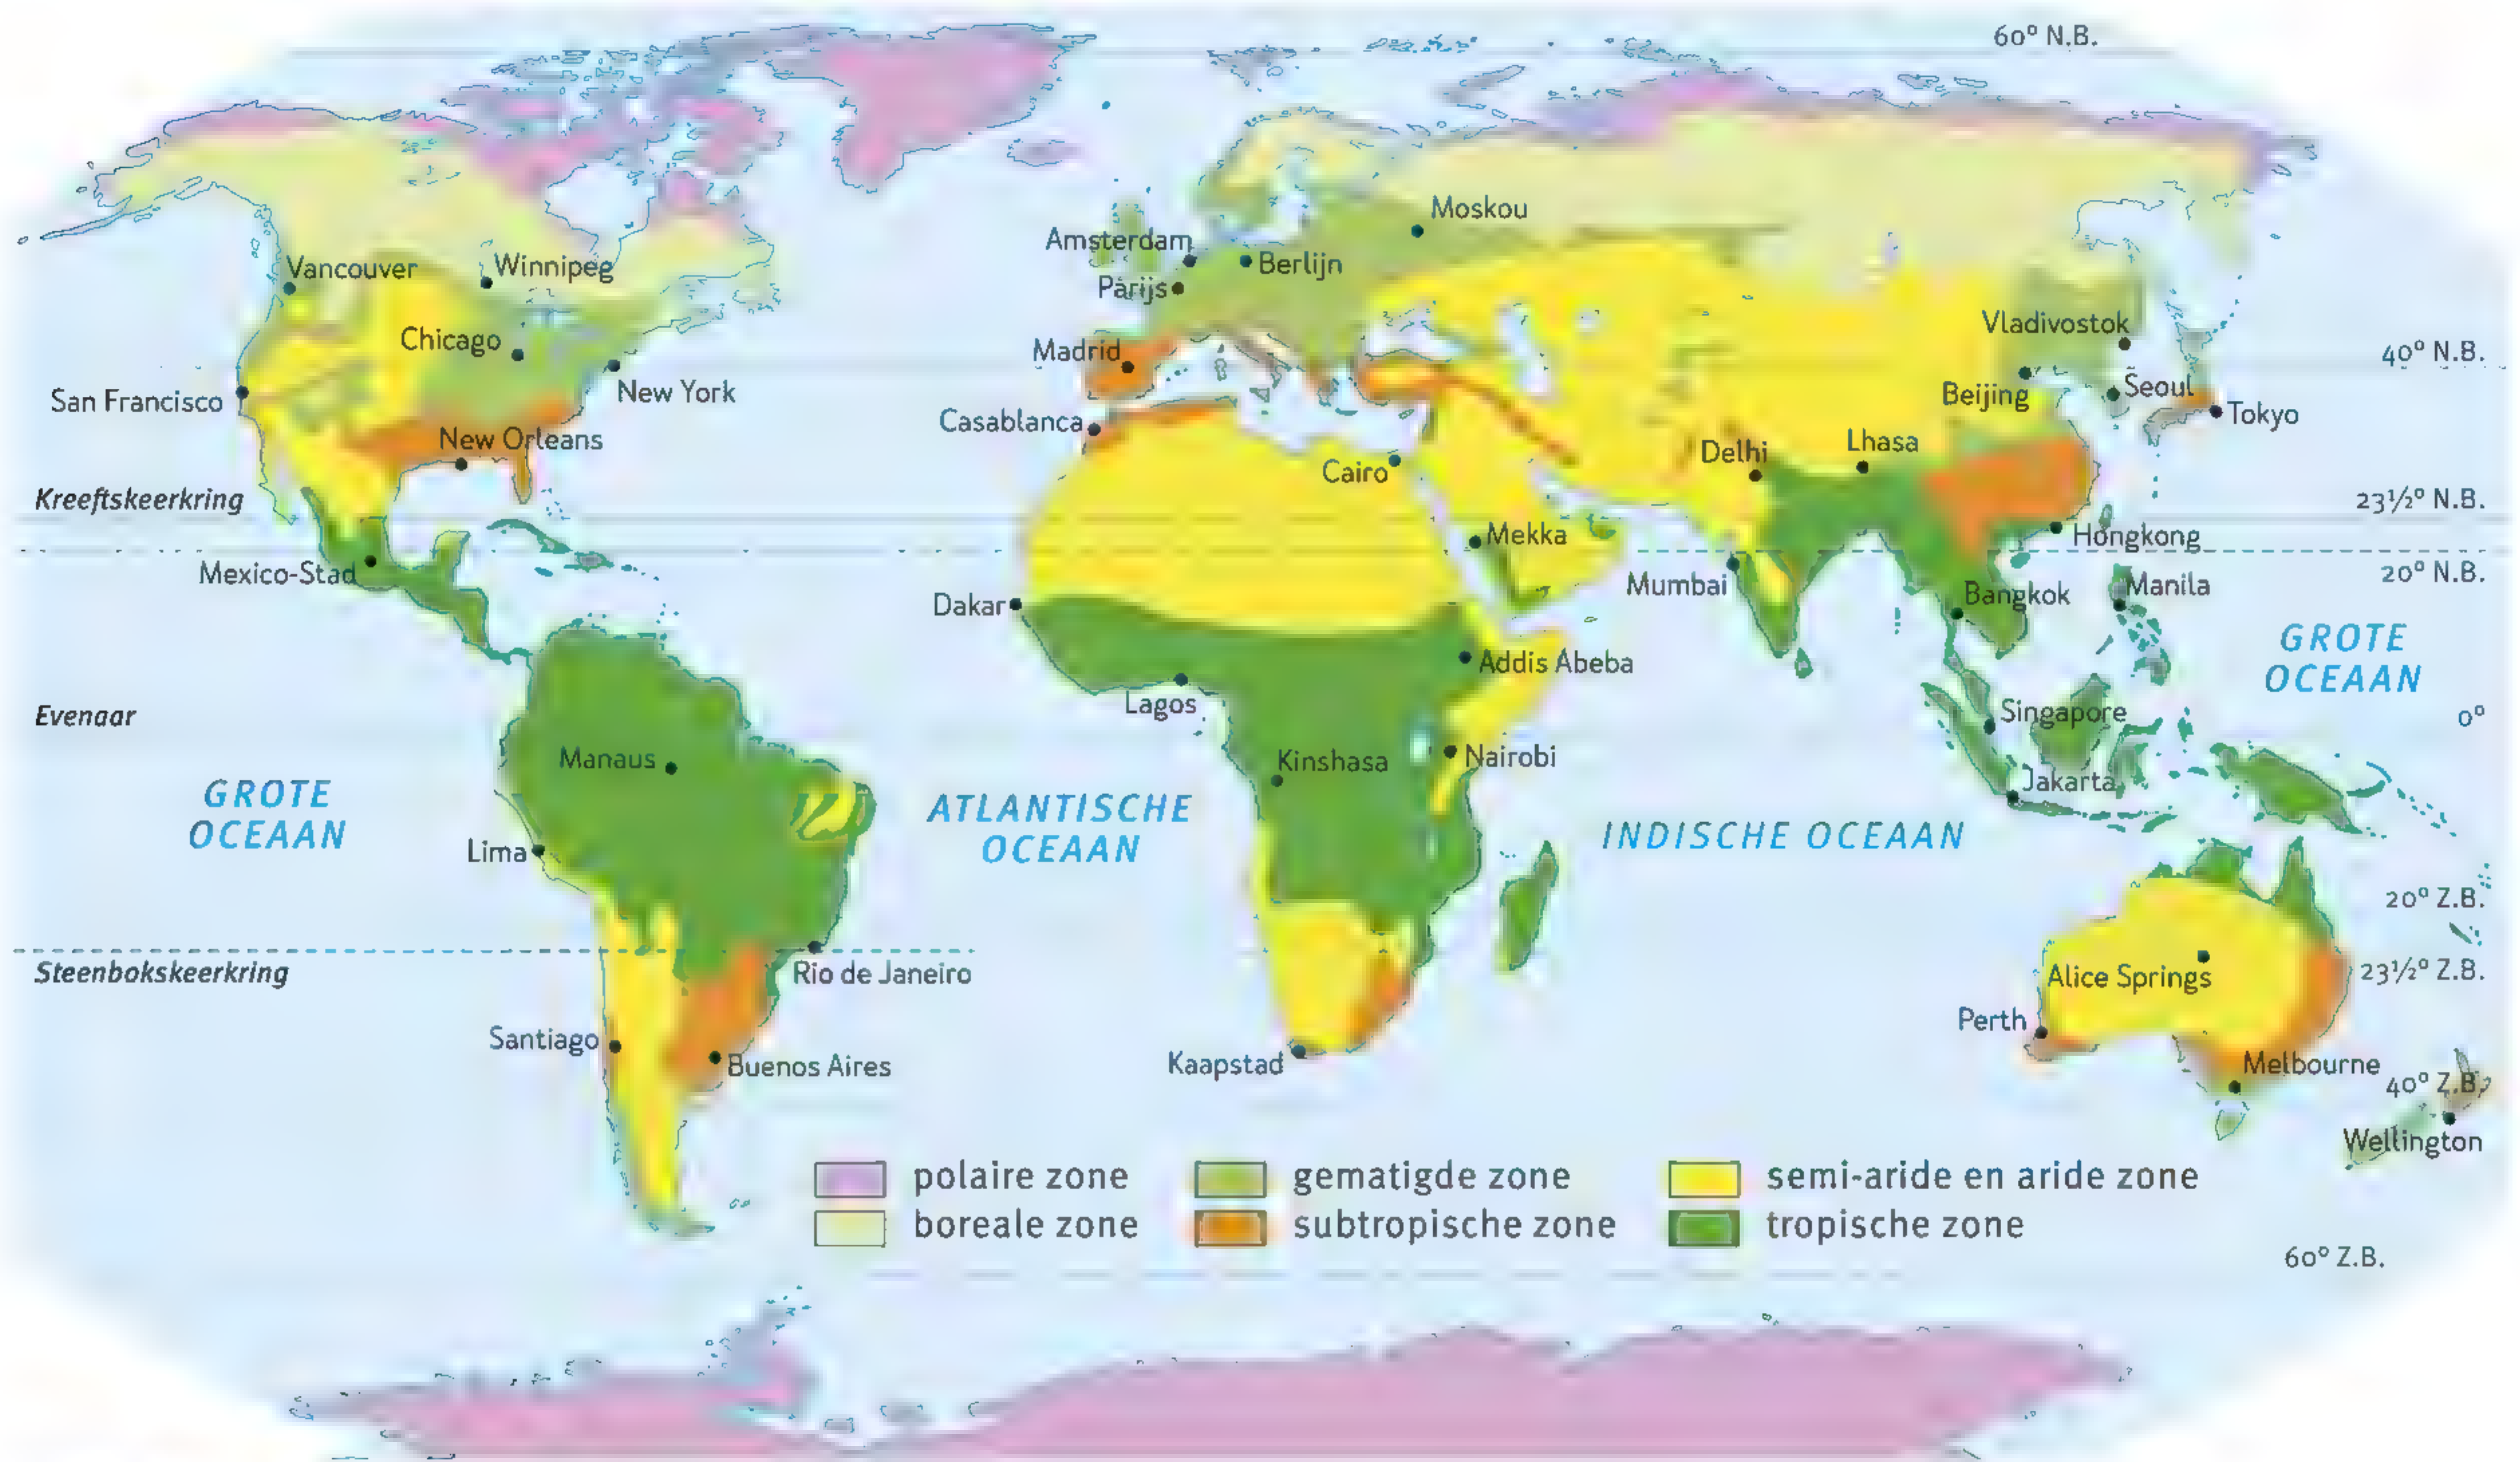 60° N.B.
Moskou
Amsterdam
Berlijn
Vancouver
Winnipeg
Parijs
Vladivostok
Chicago
Madrid
40° N.B.
New York
San Francisco
Beijing
Seoul
Tokyo
Casablanca
New Orleans
Lhasa
Delhi
Cairo
Kreeftskeerkring
23½° N.B.
Mekka
Hongkong
Mexico-Stad
20° N.B.
Mumbai
Manila
Bangkok
Dakar
GROTE
OCEAAN
Addis Abeba
Lagos
Evenaar
Singapore
0°
Manaus
Kinshasa
Nairobi
Jakarta
GROTE
OCEAAN
ATLANTISCHE
OCEAAN
INDISCHE OCEAAN
Lima
20° Z.B.
Steenbokskeerkring
Rio de Janeiro
Alice Springs
23½° Z.B.
Perth
Santiago
Buenos Aires
Kaapstad
Melbourne
40° Z.B.
Wellington
polaire zone
gematigde zone
semi-aride en aride zone
boreale zone
subtropische zone
tropische zone
60° Z.B.